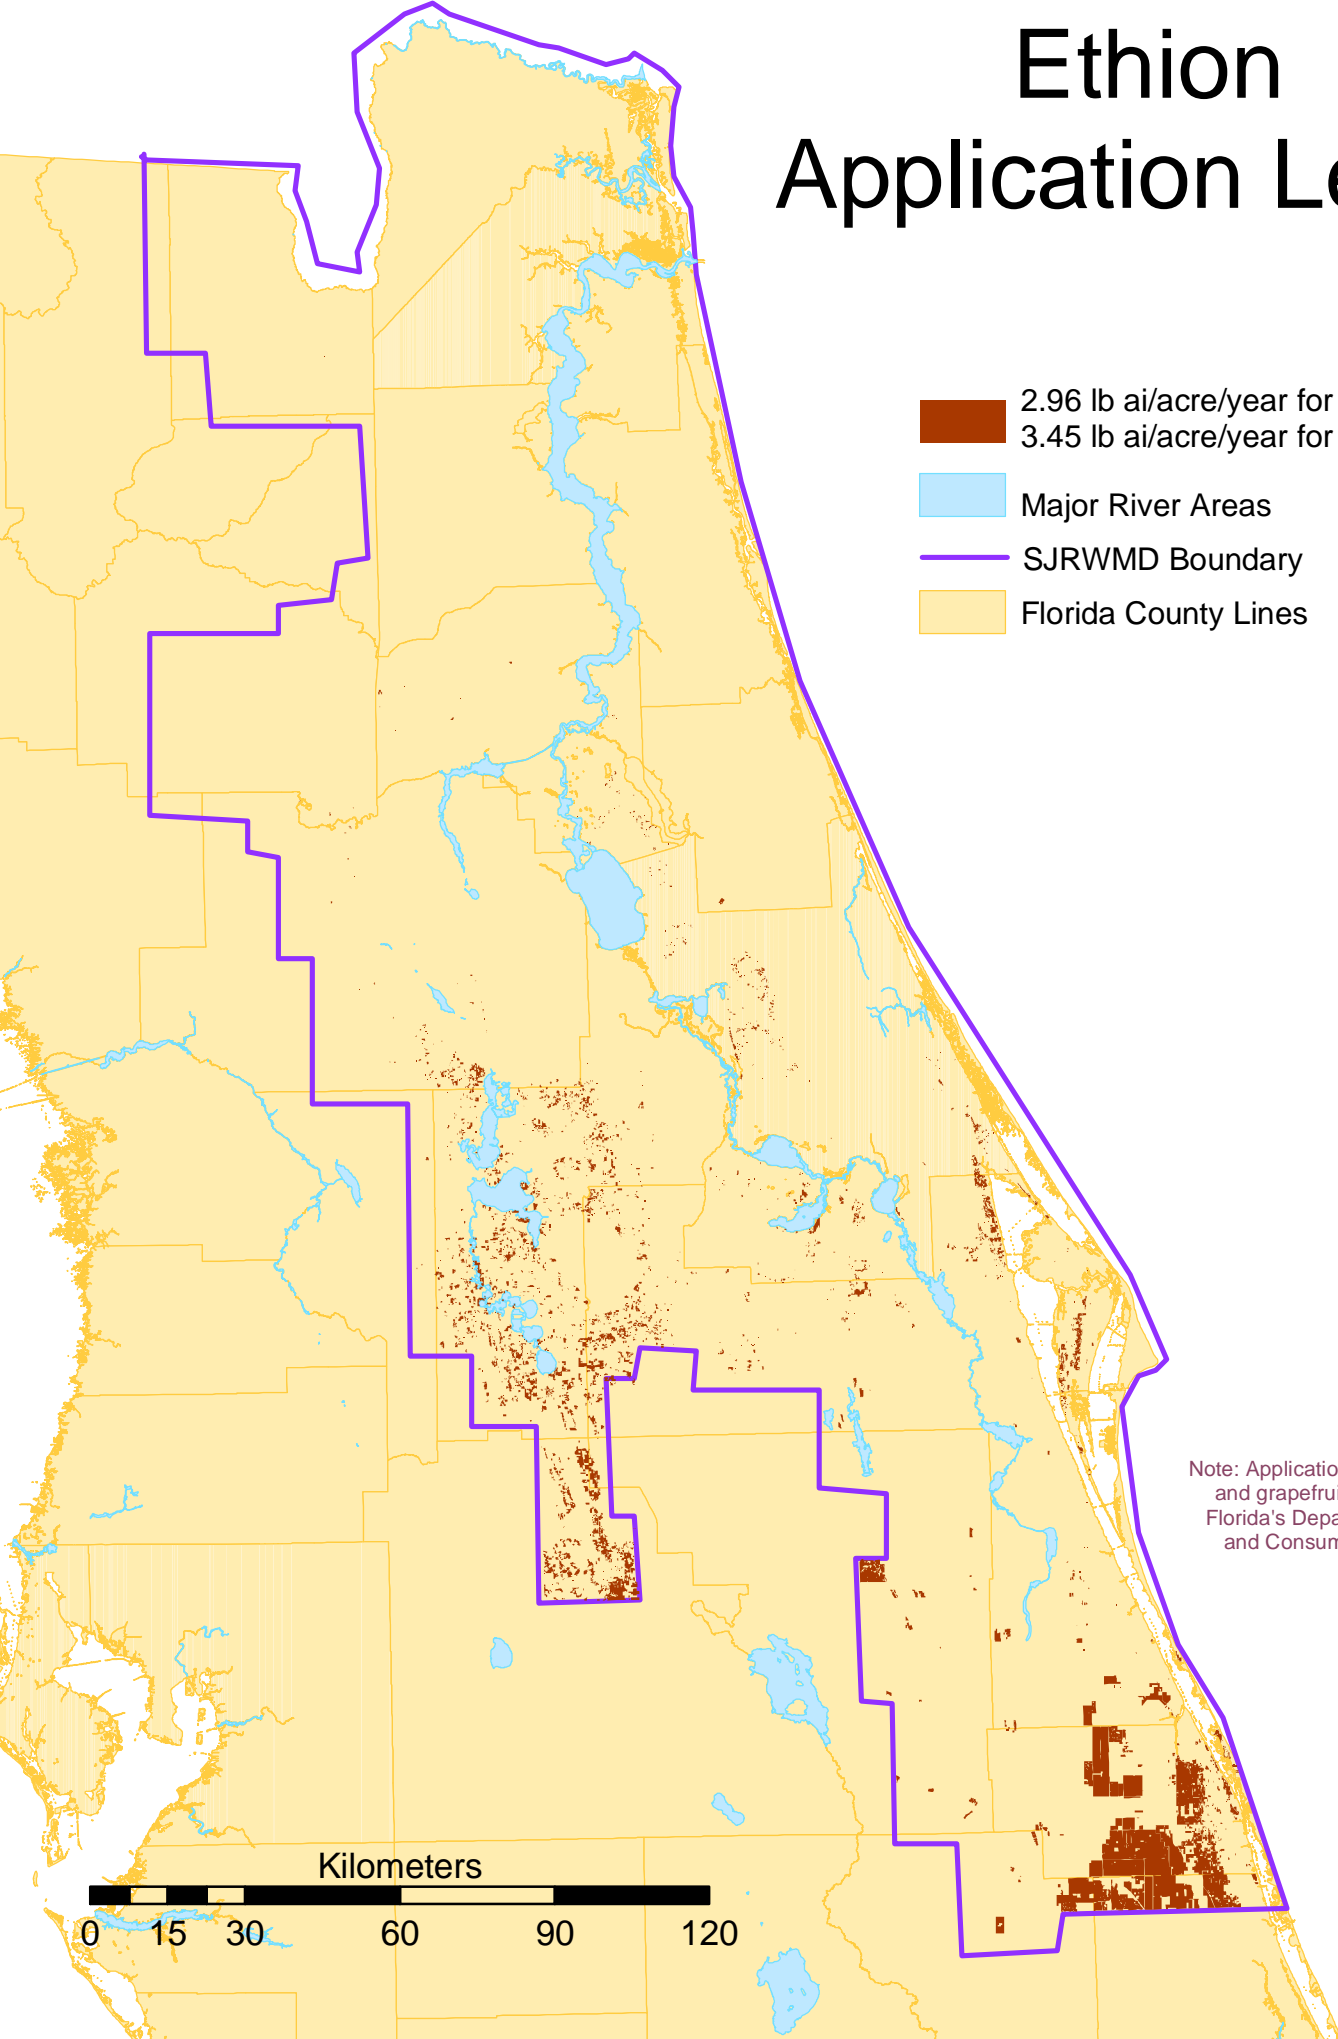 Ethion
Application Le
2.96 lb ai/acre/year for
3.45 lb ai/acre/year for
Major River Areas
SJRWMD Boundary
Florida County Lines
Note: Applicatio
and grapefru
Florida's Depa
and Consum
Kilometers
0 15 30 60 90 120